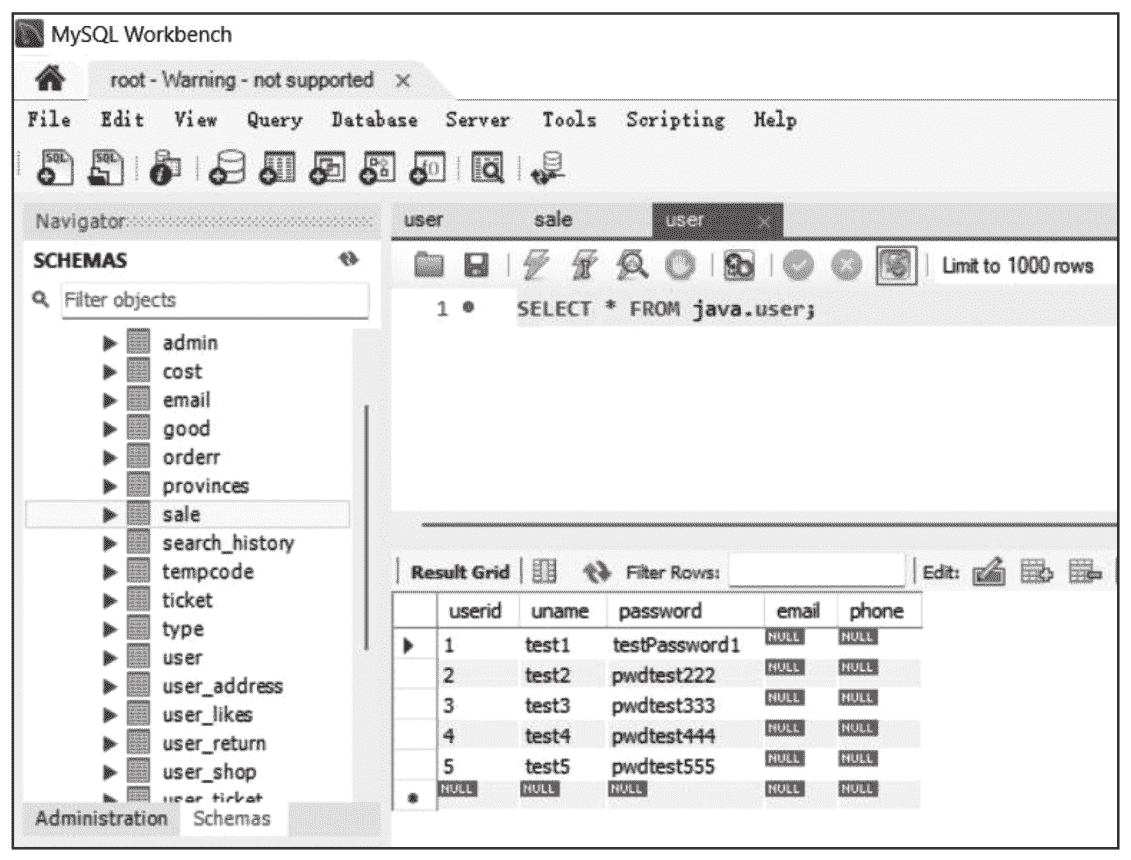 MySQL Workbench
root - Warning - not supported ×
File Edit View Query Database Server Tools Scripting Help
SQL SQL
Navigator
user sale user ×
SCHEMAS
Limit to 1000 rows
Filter objects
1 SELECT * FROM java.user;
admin
cost
email
good
orderr
provinces
sale
search_history
tempcode
ticket
type
user
user_address
user_likes
user_return
user_shop
user_ticket
Administration Schemas
Result Grid Filter Rows: Edit:
userid uname password email phone
1 test1 testPassword1 NULL NULL
2 test2 pwdtest222 NULL NULL
3 test3 pwdtest333 NULL NULL
4 test4 pwdtest444 NULL NULL
5 test5 pwdtest555 NULL NULL
NULL NULL NULL NULL NULL